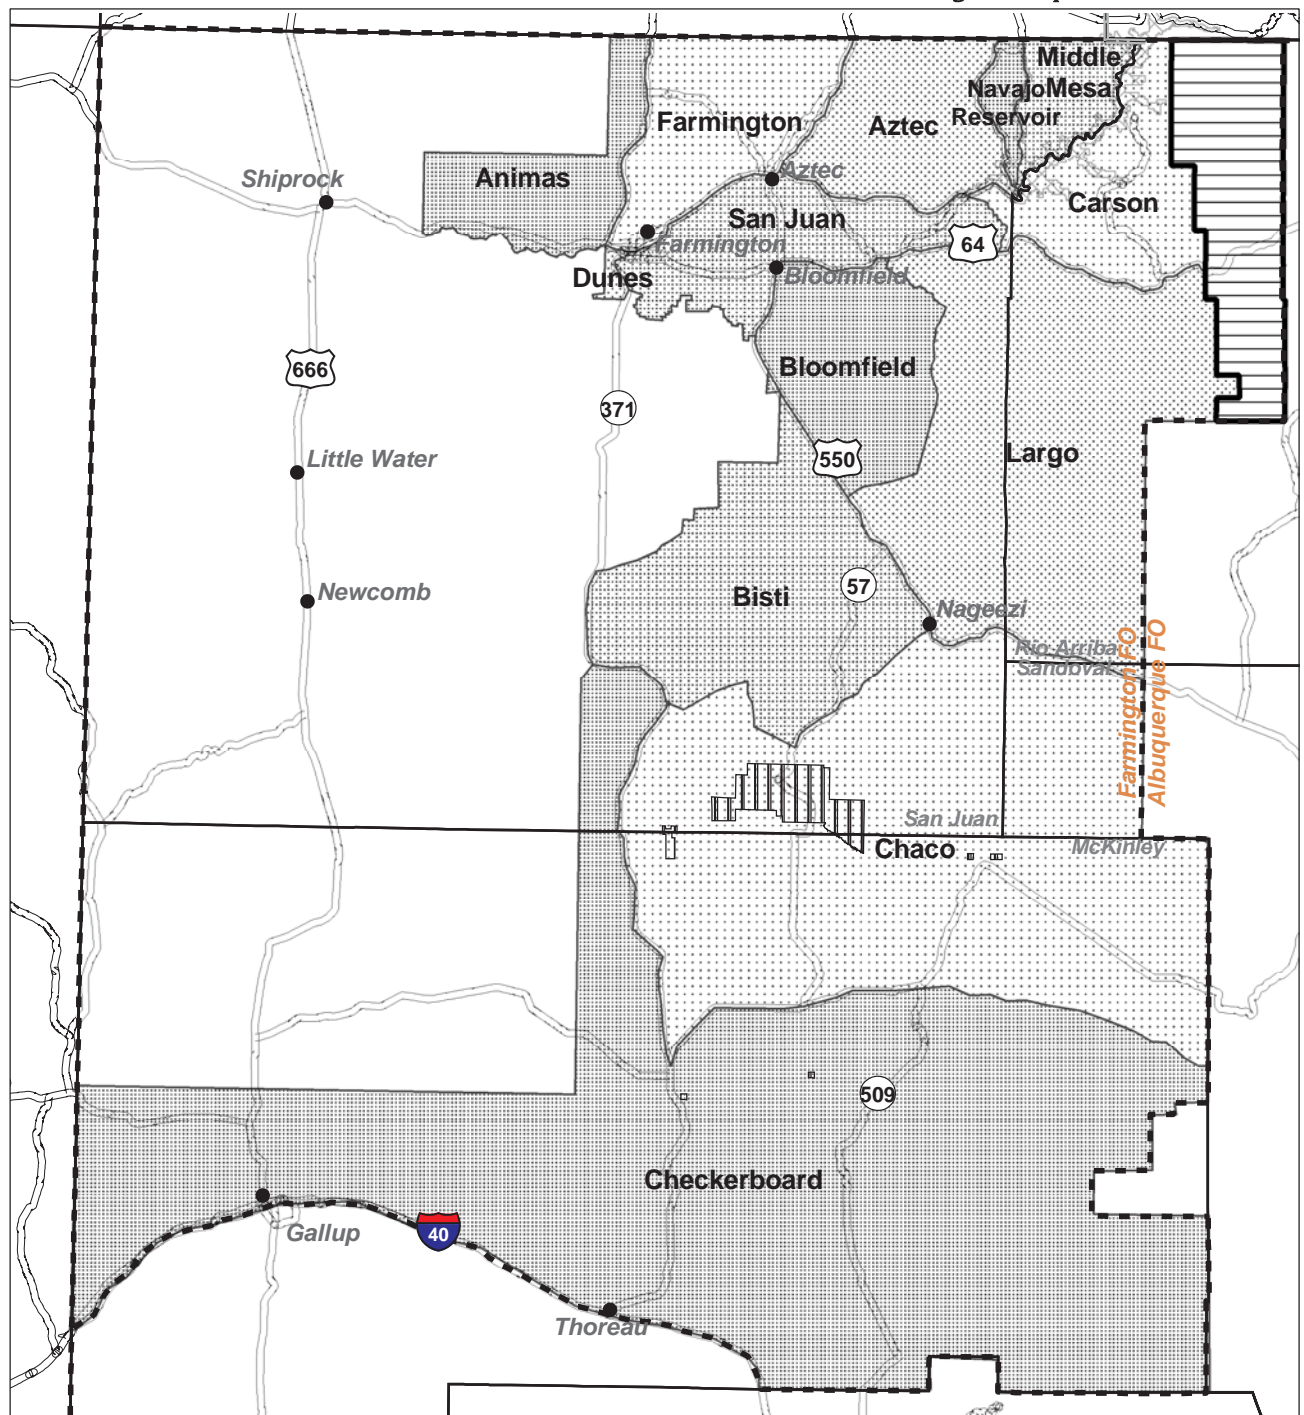 Middle
Navajo Mesa
Reservoir
Farmington
Aztec
Animas
Aztec
Shiprock
Carson
San Juan
64
Farmington
Dunes
Bloomfield
Bloomfield
666
371
550
Largo
Little Water
Bisti
57
Newcomb
Nageezi
Rio Arriba
Sandoval
Farmington FO
Albuquerque FO
San Juan
Chaco
McKinley
509
Checkerboard
Gallup
40
Thoreau